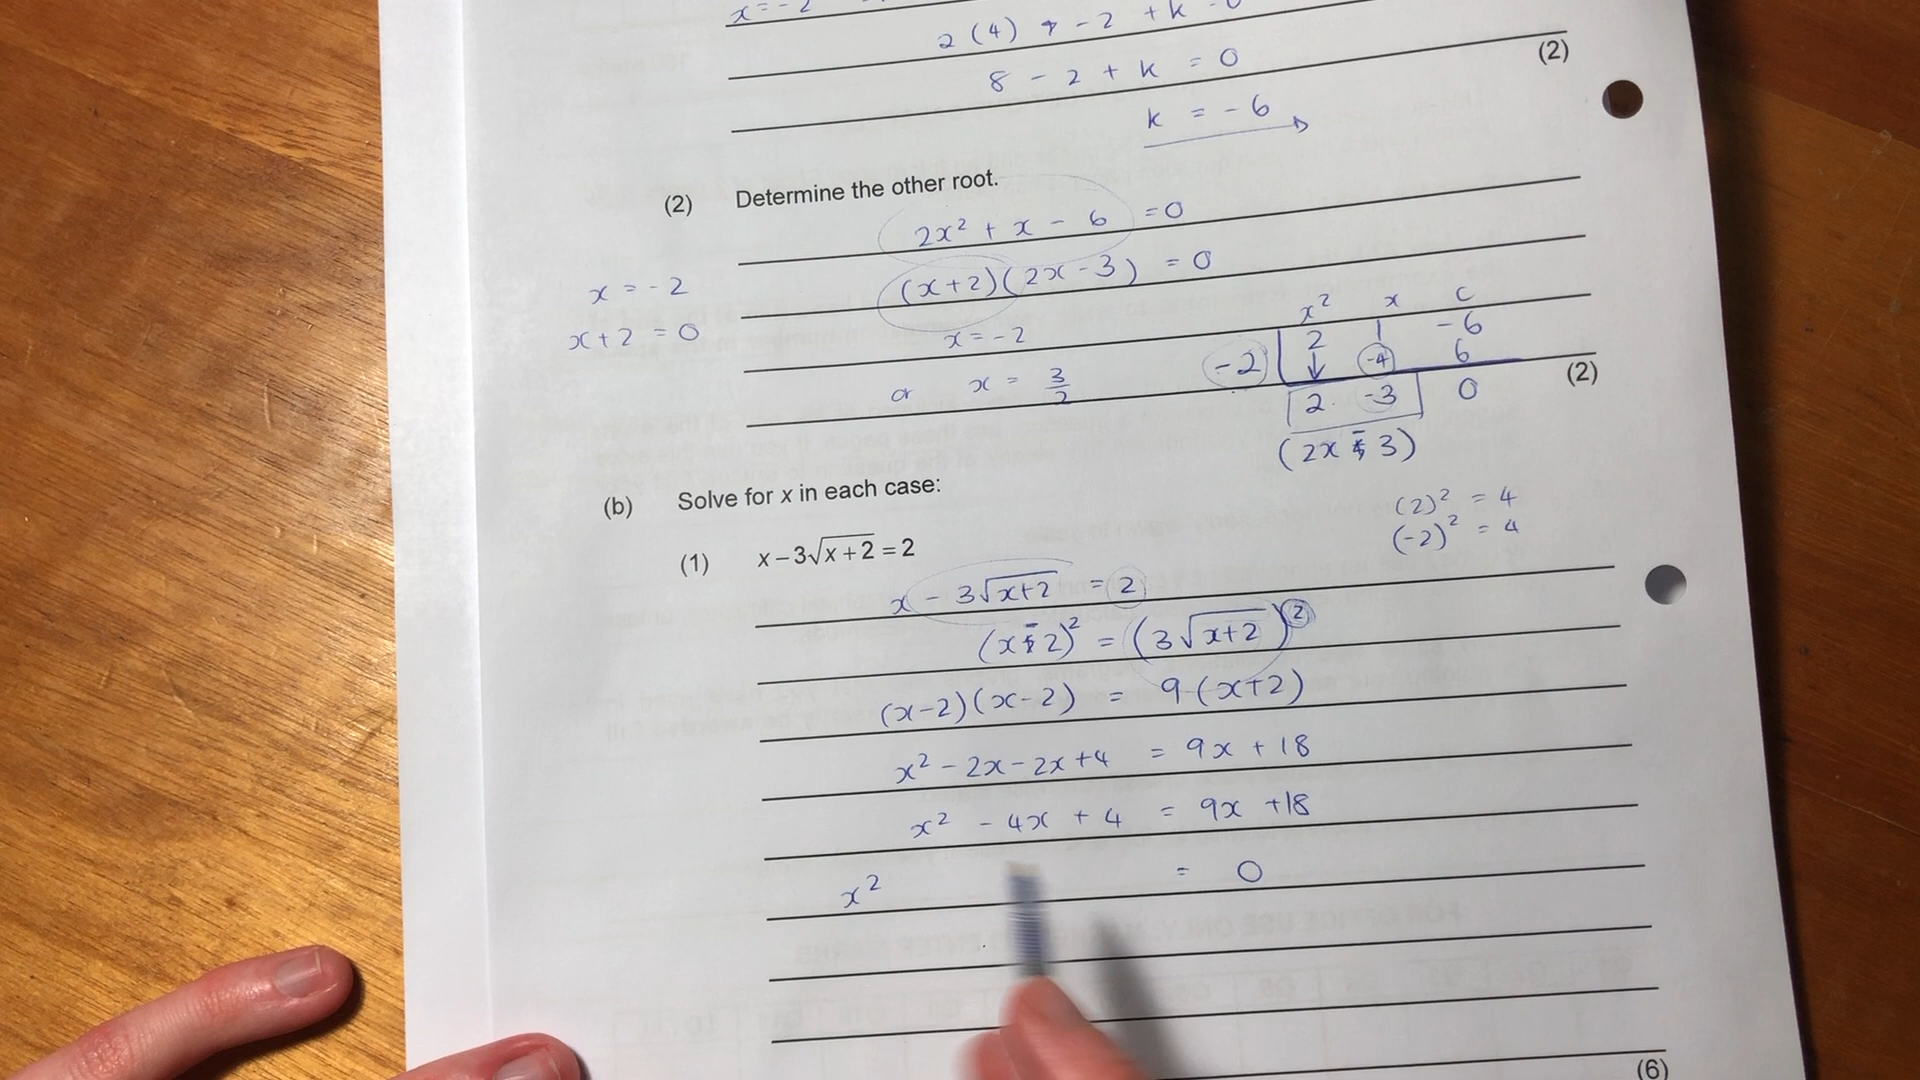 x = -2
2 (4) + -2 + k = 0
8 - 2 + k = 0
(2)
k = -6
(2) Determine the other root.
2x² + x - 6 = 0
x = -2
(x+2)(2x-3) = 0
x+2 = 0
x = -2
or x = 3/2
x² x c
-2 2 1 -6
-4 6
2 -3 0
(2)
(2x - 3)
(b) Solve for x in each case:
(2)² = 4
(-2)² = 4
(1) x – 3√x + 2 = 2
x - 3√x+2 = 2
(x - 2)² = (3√x+2)²
(x-2)(x-2) = 9(x+2)
x² - 2x - 2x + 4 = 9x + 18
x² - 4x + 4 = 9x + 18
x² = 0
(6)